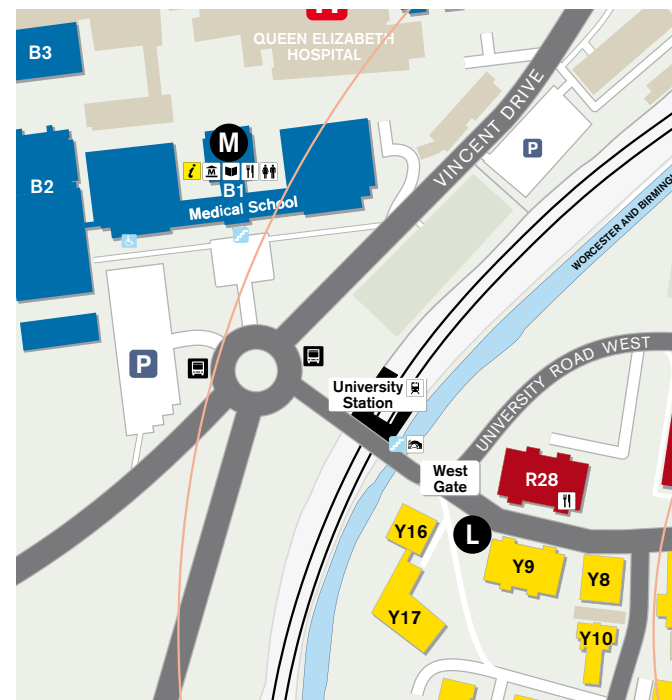 H
QUEEN ELIZABETH
HOSPITAL
B3
VINCENT DRIVE
P
M
i
B2
B1
Medical School
WORCESTER AND BIRMING
P
UNIVERSITY ROAD WEST
University
Station
West
Gate
R28
L
Y16
Y9
Y8
Y17
Y10